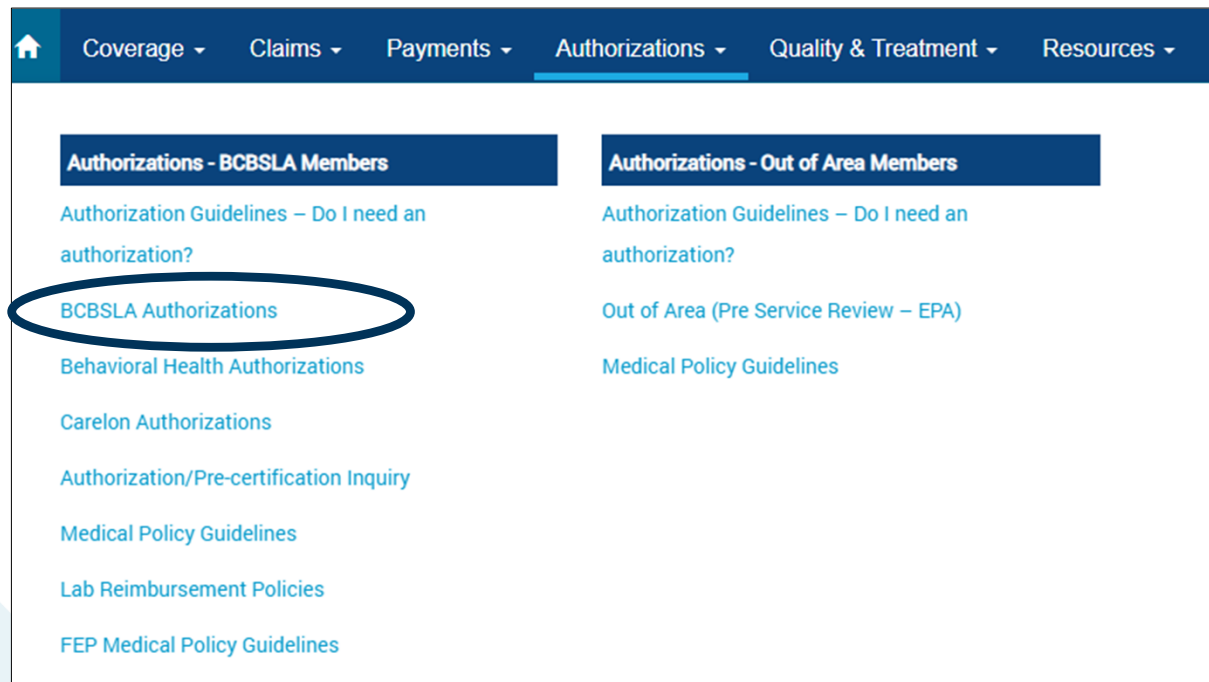 Coverage Claims Payments Authorizations Quality & Treatment Resources
Authorizations - BCBSLA Members
Authorization Guidelines – Do I need an
authorization?
BCBSLA Authorizations
Behavioral Health Authorizations
Carelon Authorizations
Authorization/Pre-certification Inquiry
Medical Policy Guidelines
Lab Reimbursement Policies
FEP Medical Policy Guidelines
Authorizations - Out of Area Members
Authorization Guidelines – Do I need an
authorization?
Out of Area (Pre Service Review – EPA)
Medical Policy Guidelines